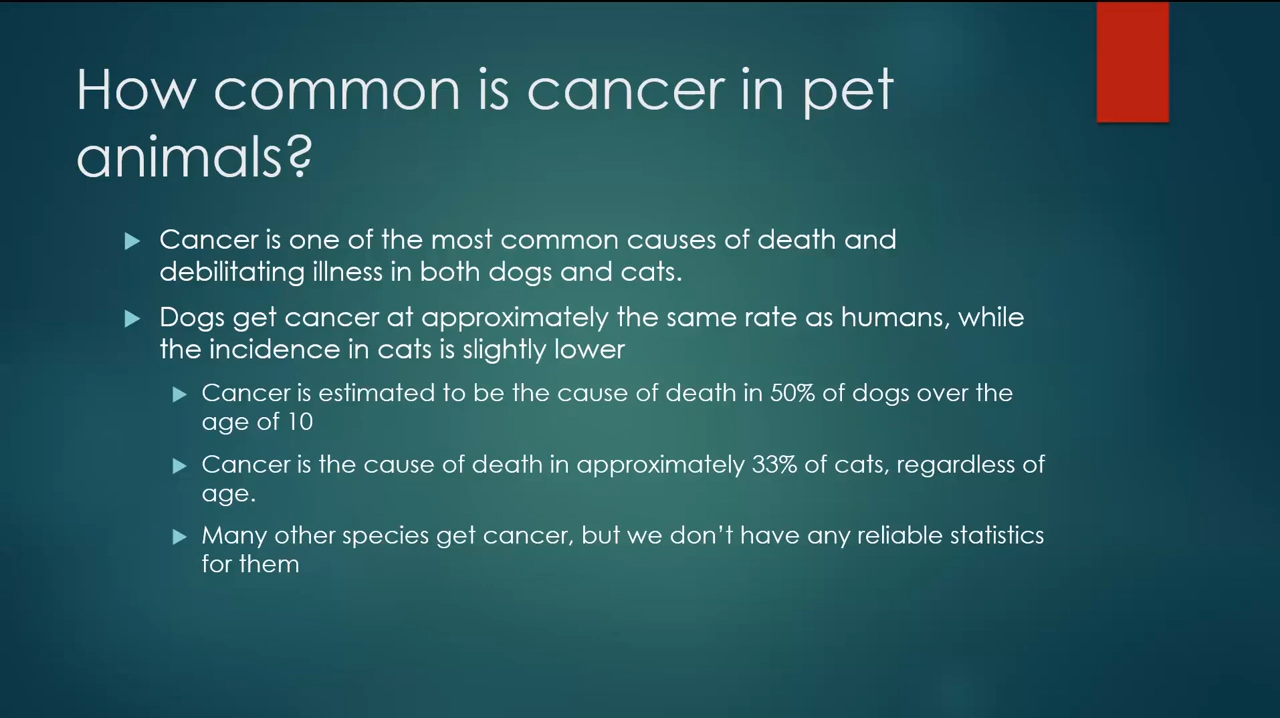 How common is cancer in pet
animals?
Cancer is one of the most common causes of death and
debilitating illness in both dogs and cats.
Dogs get cancer at approximately the same rate as humans, while
the incidence in cats is slightly lower
Cancer is estimated to be the cause of death in 50% of dogs over the
age of 10
Cancer is the cause of death in approximately 33% of cats, regardless of
age.
Many other species get cancer, but we don’t have any reliable statistics
for them